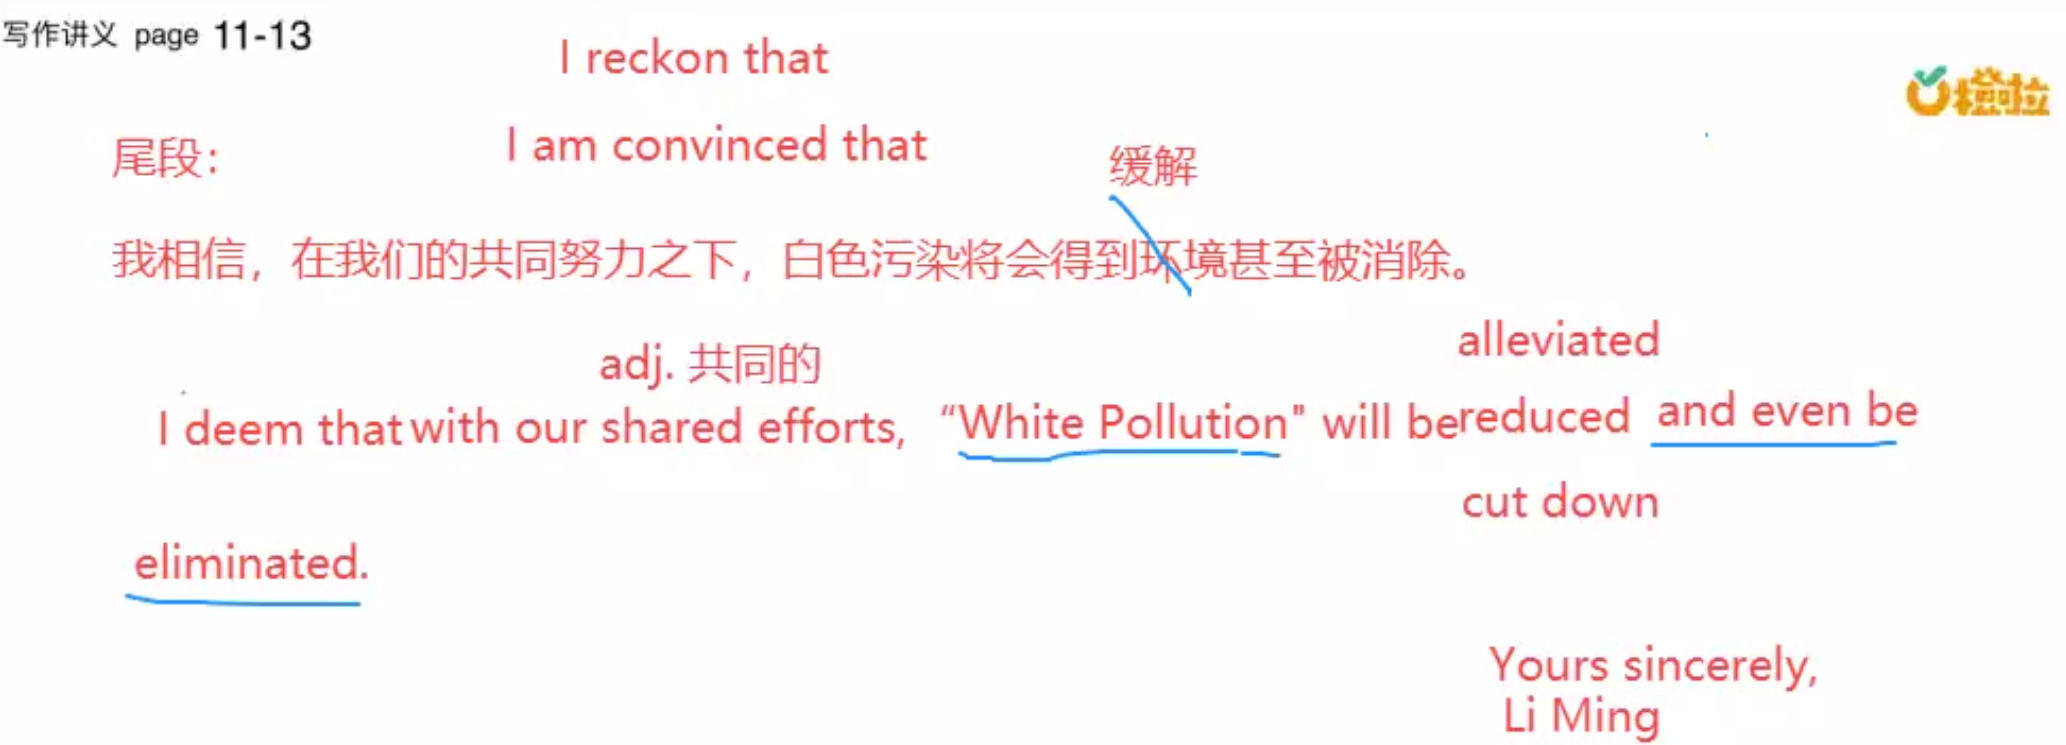 写作讲义 page 11-13
I reckon that
橙啦
I am convinced that
尾段：
缓解
我相信，在我们的共同努力之下，白色污染将会得到环境甚至被消除。
alleviated
adj. 共同的
I deem that with our shared efforts, “White Pollution" will be reduced and even be
cut down
eliminated.
Yours sincerely,
Li Ming